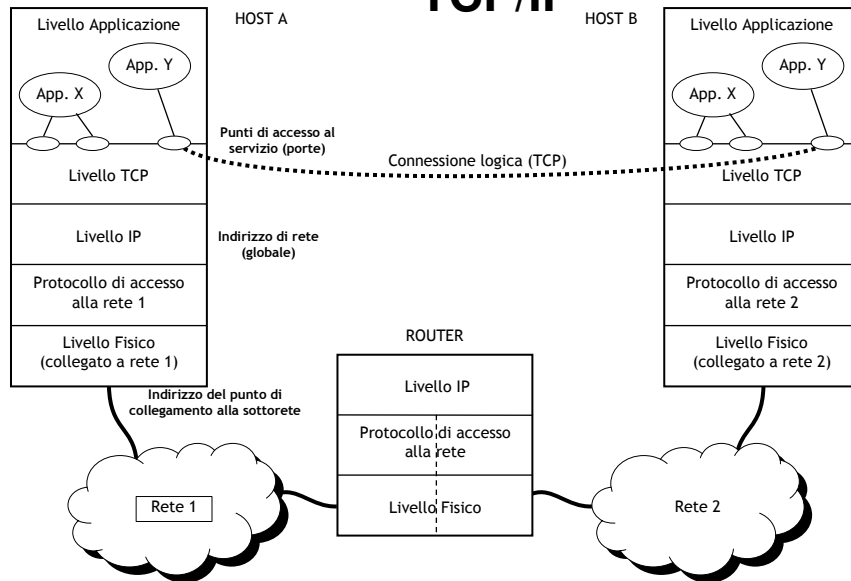 TCP/IP
Livello Applicazione
HOST A
HOST B
Livello Applicazione
App. Y
App. X
App. Y
App. X
Punti di accesso al
servizio (porte)
Connessione logica (TCP)
Livello TCP
Livello TCP
Livello IP
Indirizzo di rete
(globale)
Livello IP
Protocollo di accesso
alla rete 1
Protocollo di accesso
alla rete 2
Livello Fisico
(collegato a rete 1)
ROUTER
Livello Fisico
(collegato a rete 2)
Livello IP
Indirizzo del punto di
collegamento alla sottorete
Protocollo di accesso
alla rete
Rete 1
Livello Fisico
Rete 2